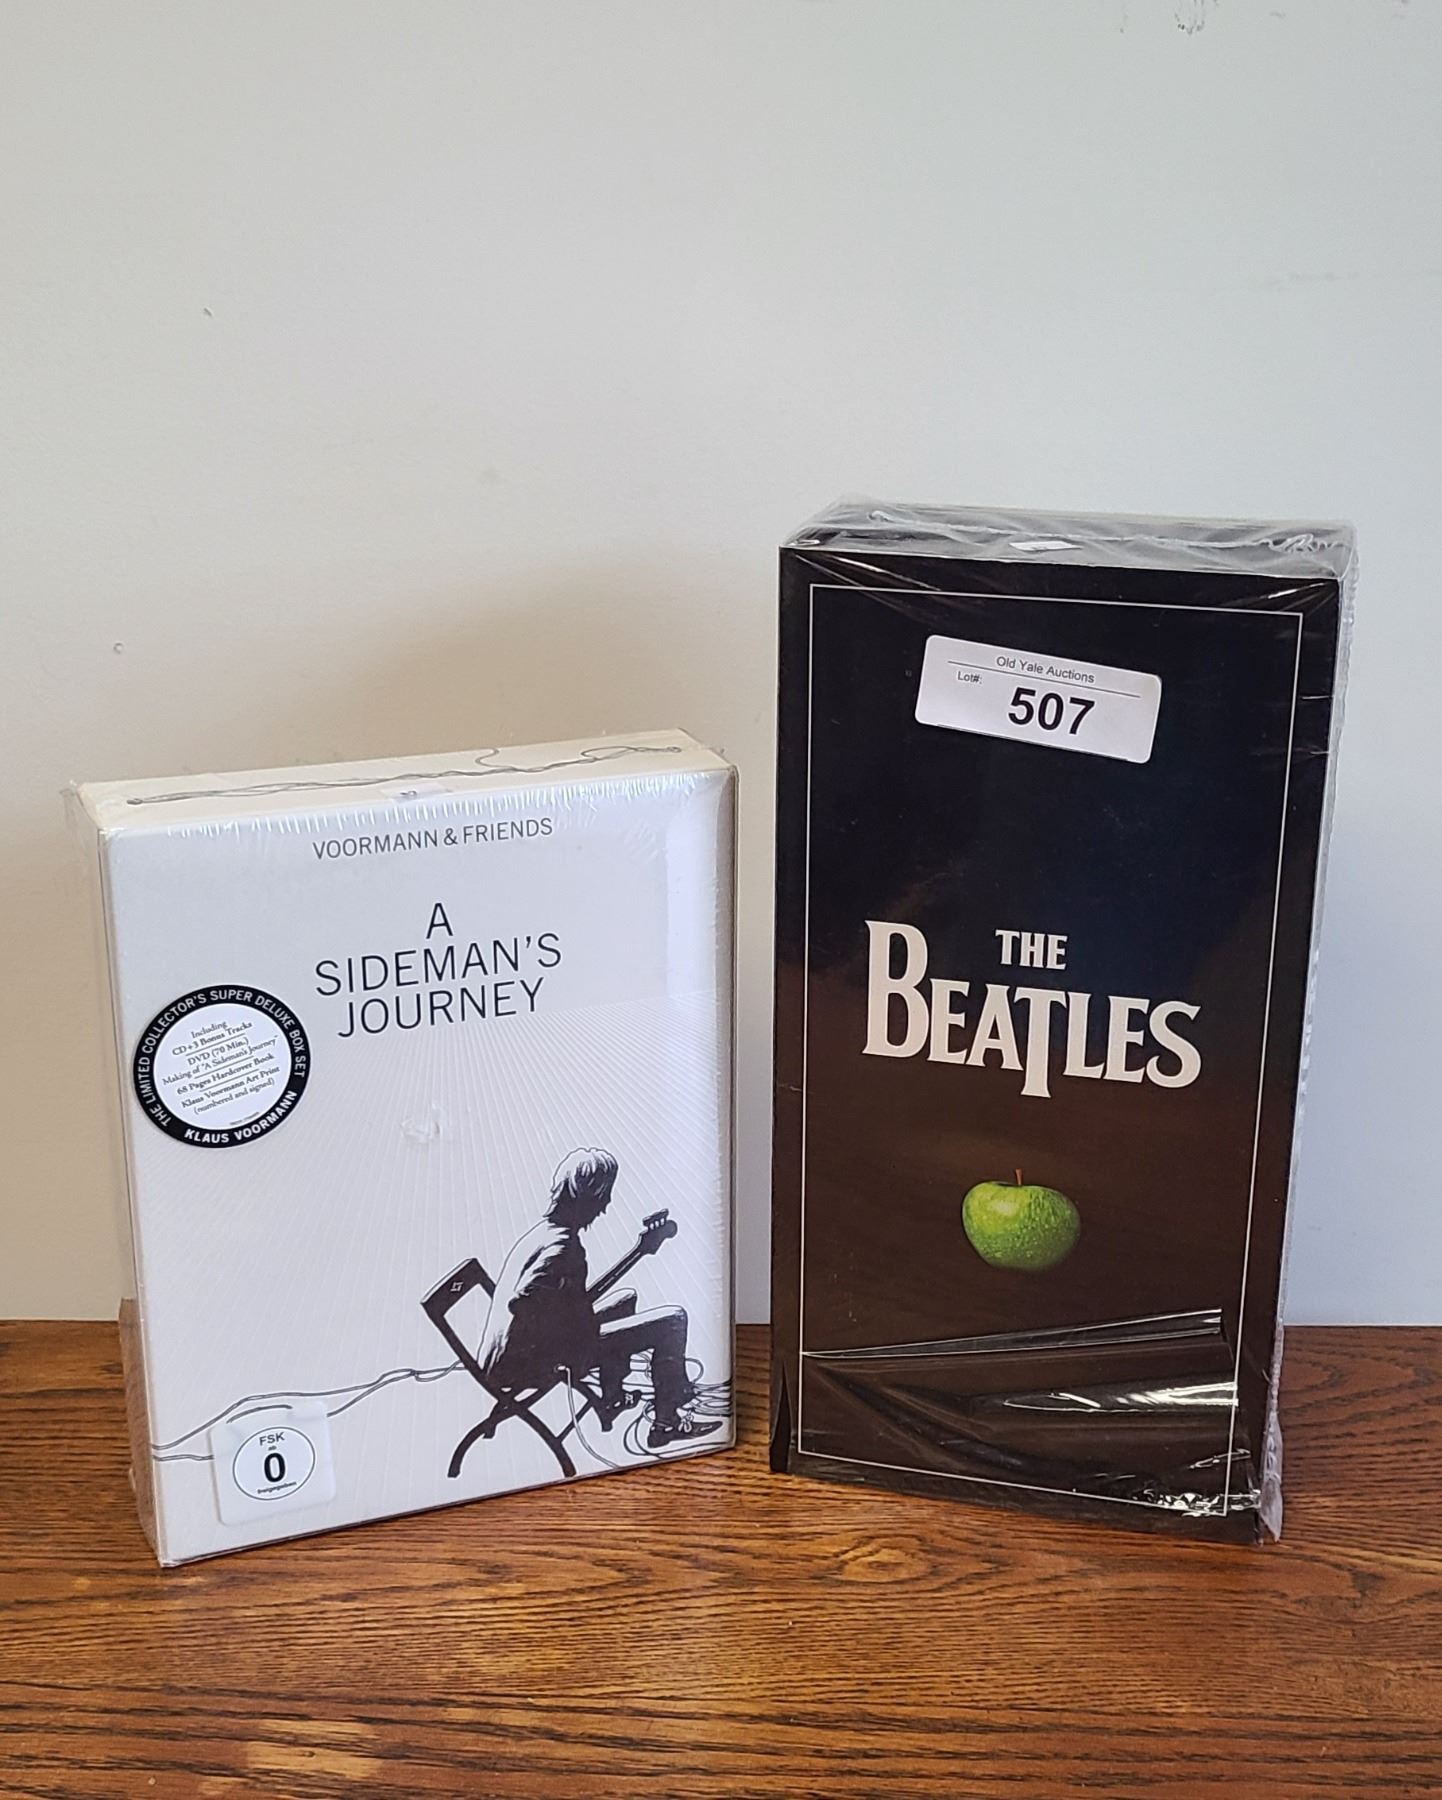 VOORMANN & FRIENDS
A
SIDEMAN'S
JOURNEY
THE LIMITED COLLECTOR'S SUPER DELUXE BOX SET
Including
CD+3 Bonus Tracks
DVD (70 Min.)
Making of "A Sideman's Journey"
68 Pages Hardcover Book
Klaus Voormann Art Print
(numbered and signed)
KLAUS VOORMANN
FSK
ab
0
freigegeben
Old Yale Auctions
Lot#:
507
THE
BEATLES